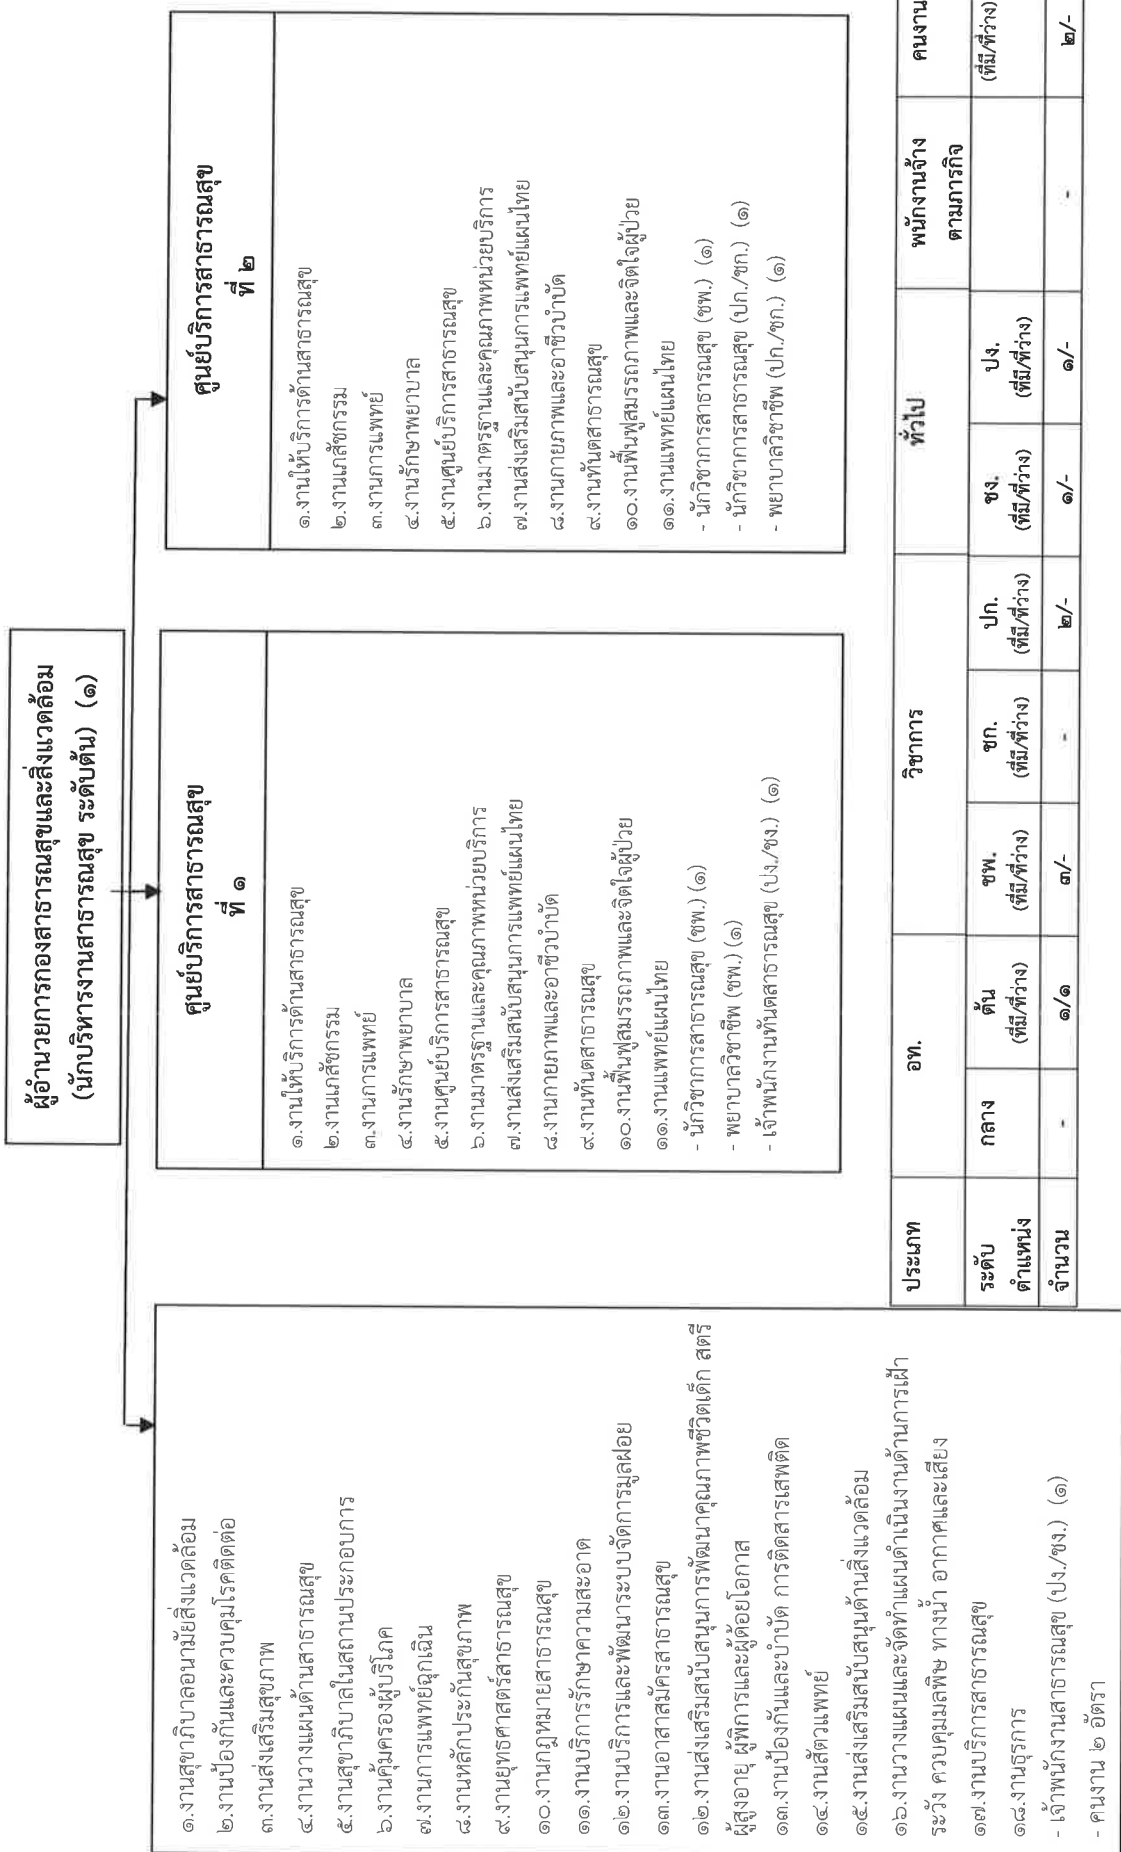 ผู้อำนวยการกองสาธารณสุขและสิ่งแวดล้อม
(นักบริหารงานสาธารณสุข ระดับต้น) (๑)
๑.งานสุขาภิบาลอนามัยสิ่งแวดล้อม
๒.งานป้องกันและควบคุมโรคติดต่อ
๓.งานส่งเสริมสุขภาพ
๔.งานวางแผนด้านสาธารณสุข
๕.งานสุขาภิบาลในสถานประกอบการ
๖.งานคุ้มครองผู้บริโภค
๗.งานการแพทย์ฉุกเฉิน
๘.งานหลักประกันสุขภาพ
๙.งานยุทธศาสตร์สาธารณสุข
๑๐.งานกฎหมายสาธารณสุข
๑๑.งานบริการรักษาความสะอาด
๑๒.งานบริการและพัฒนาระบบจัดการมูลฝอย
๑๓.งานอาสาสมัครสาธารณสุข
๑๒.งานส่งเสริมสนับสนุนการพัฒนาคุณภาพชีวิตเด็ก สตรี
ผู้สูงอายุ ผู้พิการและผู้ด้อยโอกาส
๑๓.งานป้องกันและบำบัด การติดสารเสพติด
๑๔.งานสัตวแพทย์
๑๕.งานส่งเสริมสนับสนุนด้านสิ่งแวดล้อม
๑๖.งานวางแผนและจัดทำแผนดำเนินงานด้านการเฝ้า
ระวัง ควบคุมมลพิษ ทางน้ำ อากาศและเสียง
๑๗.งานบริการสาธารณสุข
๑๘.งานธุรการ
- เจ้าพนักงานสาธารณสุข (ปง./ชง.) (๑)
- คนงาน ๒ อัตรา
ศูนย์บริการสาธารณสุข
ที่ ๑
๑.งานให้บริการด้านสาธารณสุข
๒.งานเภสัชกรรม
๓.งานการแพทย์
๔.งานรักษาพยาบาล
๕.งานศูนย์บริการสาธารณสุข
๖.งานมาตรฐานและคุณภาพหน่วยบริการ
๗.งานส่งเสริมสนับสนุนการแพทย์แผนไทย
๘.งานกายภาพและอาชีวบำบัด
๙.งานทันตสาธารณสุข
๑๐.งานฟื้นฟูสมรรถภาพและจิตใจผู้ป่วย
๑๑.งานแพทย์แผนไทย
- นักวิชาการสาธารณสุข (ชพ.) (๑)
- พยาบาลวิชาชีพ (ชพ.) (๑)
- เจ้าพนักงานทันตสาธารณสุข (ปง./ชง.) (๑)
ศูนย์บริการสาธารณสุข
ที่ ๒
๑.งานให้บริการด้านสาธารณสุข
๒.งานเภสัชกรรม
๓.งานการแพทย์
๔.งานรักษาพยาบาล
๕.งานศูนย์บริการสาธารณสุข
๖.งานมาตรฐานและคุณภาพหน่วยบริการ
๗.งานส่งเสริมสนับสนุนการแพทย์แผนไทย
๘.งานกายภาพและอาชีวบำบัด
๙.งานทันตสาธารณสุข
๑๐.งานฟื้นฟูสมรรถภาพและจิตใจผู้ป่วย
๑๑.งานแพทย์แผนไทย
- นักวิชาการสาธารณสุข (ชพ.) (๑)
- นักวิชาการสาธารณสุข (ปก./ชก.) (๑)
- พยาบาลวิชาชีพ (ปก./ชก.) (๑)
ประเภท อท. วิชาการ ทั่วไป พนักงานจ้าง คนงาน
ตามภารกิจ
ระดับ กลาง ต้น ชพ. ชก. ปก. ชง. ปง. (ที่มี/ที่ว่าง)
ตำแหน่ง (ที่มี/ที่ว่าง) (ที่มี/ที่ว่าง) (ที่มี/ที่ว่าง) (ที่มี/ที่ว่าง) (ที่มี/ที่ว่าง) (ที่มี/ที่ว่าง)
จำนวน - ๑/๑ ๓/- - ๒/- ๑/- ๑/- - ๒/-